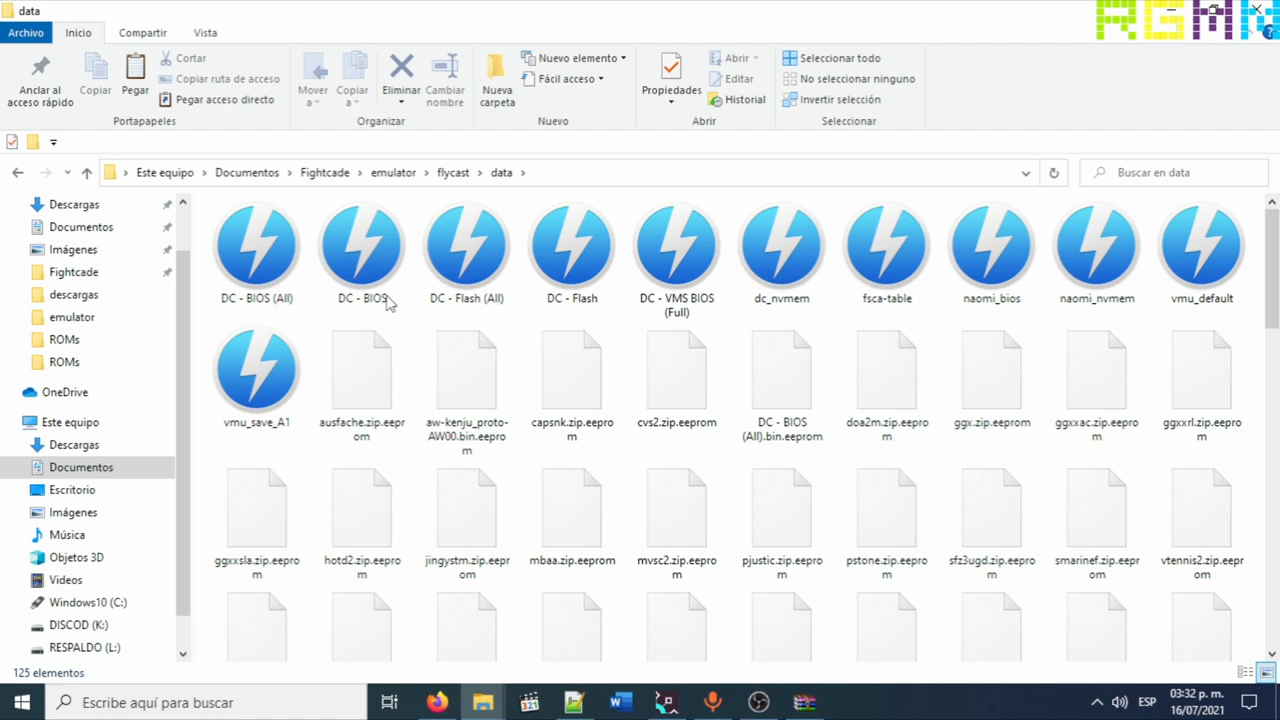 data
RGMN
Archivo
Inicio
Compartir
Vista
Anclar al
acceso rápido
Copiar
Pegar
Cortar
Copiar ruta de acceso
Pegar acceso directo
Portapapeles
Mover
a
Copiar
a
Eliminar
Cambiar
nombre
Organizar
Nueva
carpeta
Nuevo elemento
Fácil acceso
Nuevo
Propiedades
Abrir
Editar
Historial
Abrir
Seleccionar todo
No seleccionar ninguno
Invertir selección
Seleccionar
Este equipo
Documentos
Fightcade
emulator
flycast
data
Buscar en data
Descargas
Documentos
Imágenes
Fightcade
descargas
emulator
ROMs
ROMs
OneDrive
Este equipo
Descargas
Documentos
Escritorio
Imágenes
Música
Objetos 3D
Videos
Windows10 (C:)
DISCOD (K:)
RESPALDO (L:)
DC - BIOS (All)
DC - BIOS
DC - Flash (All)
DC - Flash
DC - VMS BIOS
(Full)
dc_nvmem
fsca-table
naomi_bios
naomi_nvmem
vmu_default
vmu_save_A1
ausfache.zip.eepr
om
aw-kenju_proto-
AW00.bin.eepro
m
capsnk.zip.eepro
m
cvs2.zip.eeprom
DC - BIOS
(All).bin.eeprom
doa2m.zip.eepro
m
ggx.zip.eeprom
ggxxac.zip.eepro
m
ggxxrl.zip.eepro
m
ggxxsla.zip.eepro
m
hotd2.zip.eepro
m
jingystm.zip.eepr
om
mbaa.zip.eeprom
mvsc2.zip.eepro
m
pjustic.zip.eepro
m
pstone.zip.eepro
m
sfz3ugd.zip.eepro
m
smarinef.zip.eepr
om
vtennis2.zip.eepr
om
125 elementos
Escribe aquí para buscar
321
ESP
03:32 p. m.
16/07/2021